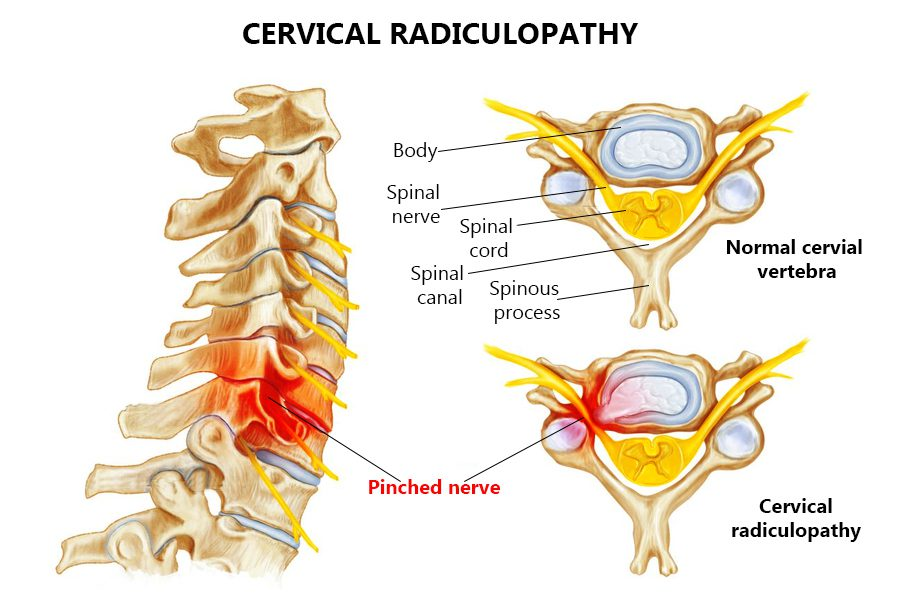 CERVICAL RADICULOPATHY
Body
Spinal
nerve
Spinal
cord
Spinal
canal
Spinous
process
Normal cervial
vertebra
Pinched nerve
Cervical
radiculopathy